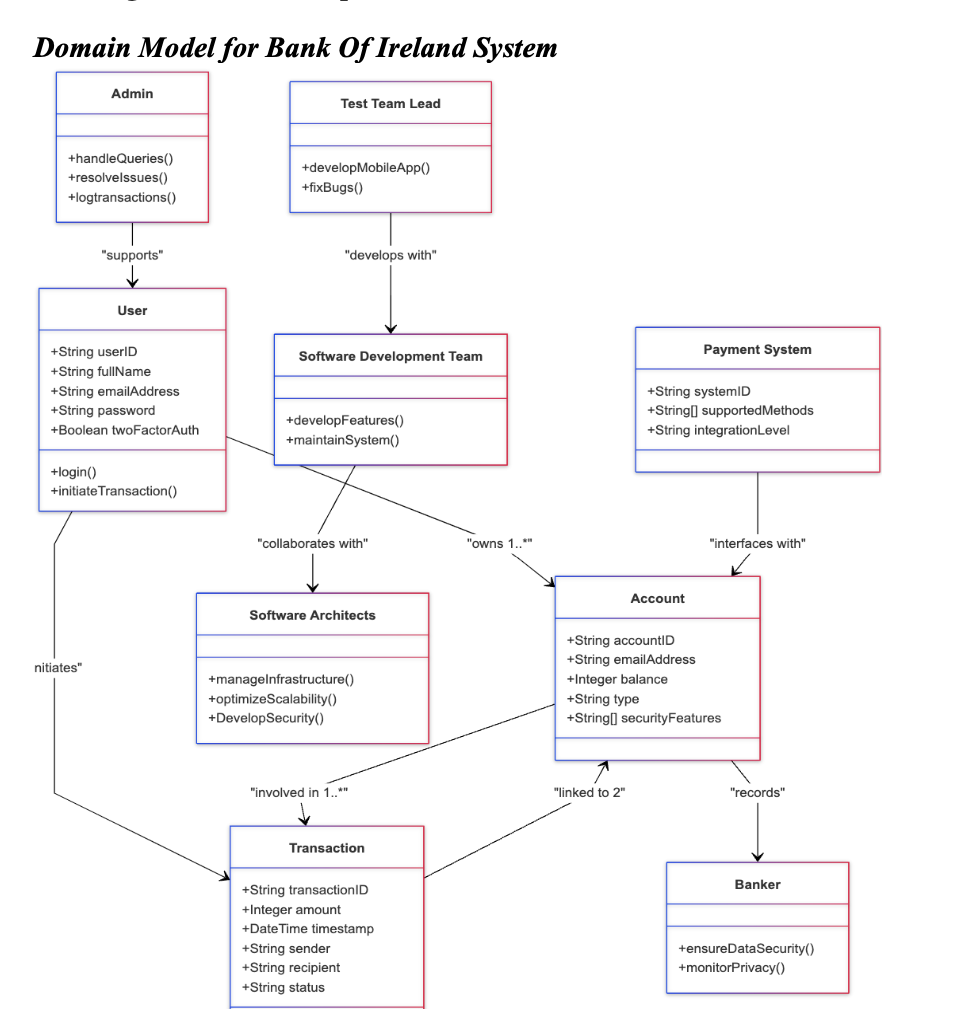 Domain Model for Bank Of Ireland System
Admin
+handleQueries()
+resolveIssues()
+logtransactions()
Test Team Lead
+developMobileApp()
+fixBugs()
"supports"
"develops with"
User
+String userID
+String fullName
+String emailAddress
+String password
+Boolean twoFactorAuth
+login()
+initiateTransaction()
Software Development Team
+developFeatures()
+maintainSystem()
Payment System
+String systemID
+String[] supportedMethods
+String integrationLevel
"collaborates with"
"owns 1..*"
"interfaces with"
Software Architects
+manageInfrastructure()
+optimizeScalability()
+DevelopSecurity()
Account
+String accountID
+String emailAddress
+Integer balance
+String type
+String[] securityFeatures
nitiates"
"involved in 1..*"
"linked to 2"
"records"
Transaction
+String transactionID
+Integer amount
+DateTime timestamp
+String sender
+String recipient
+String status
Banker
+ensureDataSecurity()
+monitorPrivacy()